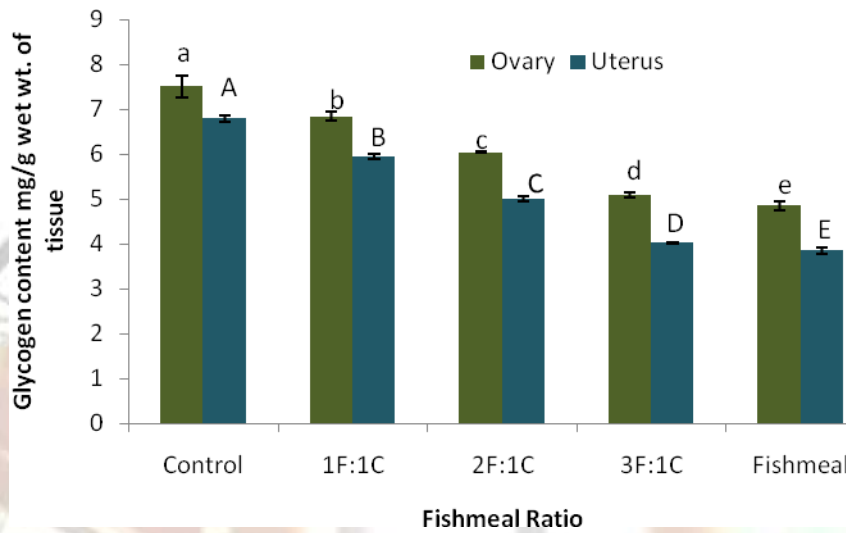 Glycogen content mg/g wet wt. of
tissue
9
8
7
6
5
4
3
2
1
0
Ovary Uterus
a
A
b
B
c
C
d
D
e
E
Control 1F:1C 2F:1C 3F:1C Fishmeal
Fishmeal Ratio